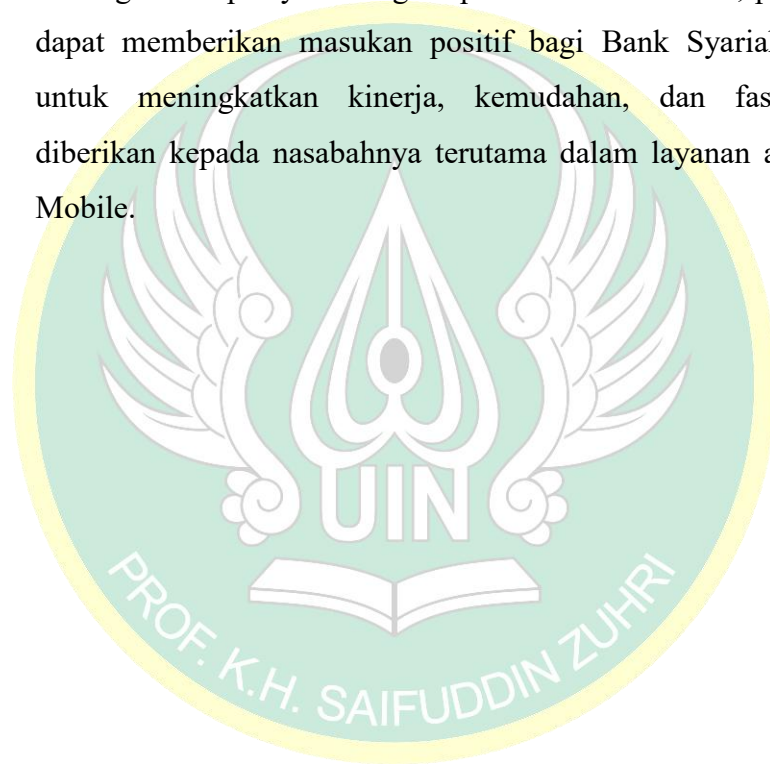 dapat memberikan masukan positif bagi Bank Syariah
untuk meningkatkan kinerja, kemudahan, dan fas
diberikan kepada nasabahnya terutama dalam layanan a
Mobile.
UIN
PROF. K.H. SAIFUDDIN ZUHRI